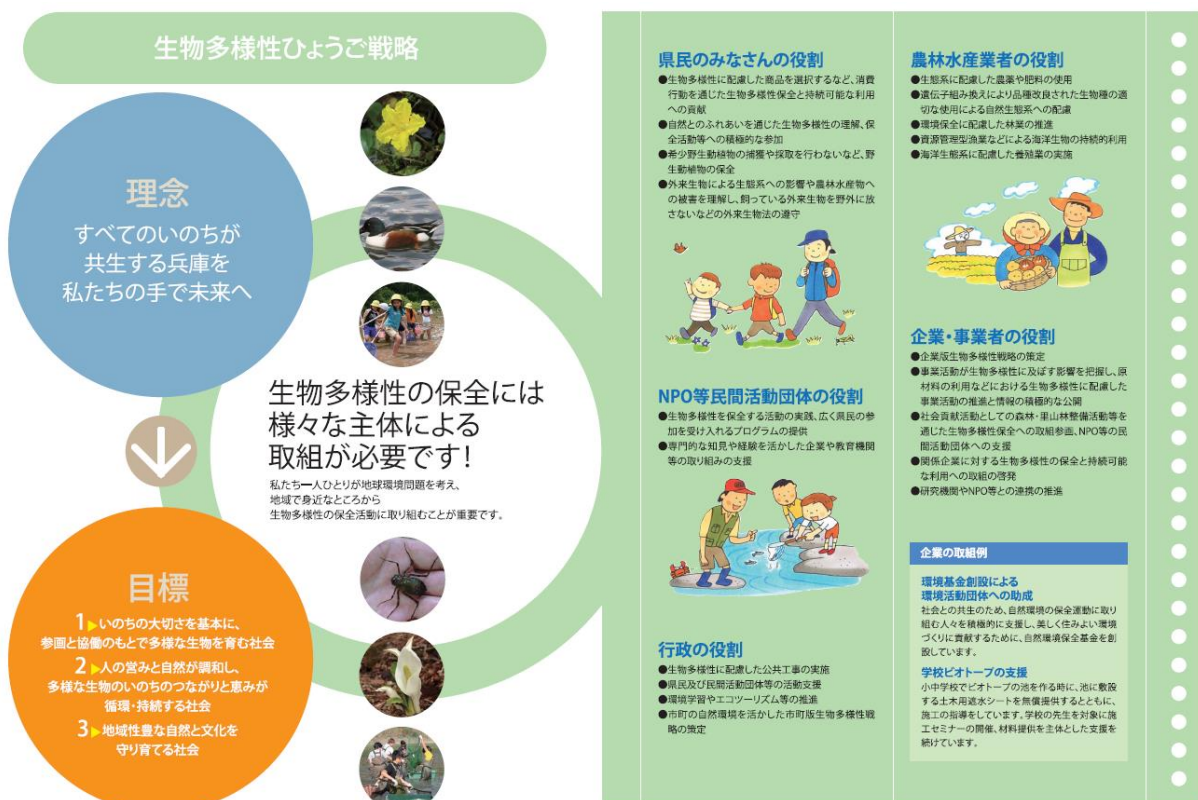 生物多様性ひょうご戦略
理念
すべてのいのちが
共生する兵庫を
私たちの手で未来へ
生物多様性の保全には
様々な主体による
取組が必要です!
私たち一人ひとりが地球環境問題を考え、
地域で身近なところから
生物多様性の保全活動に取り組むことが重要です。
目標
1▶いのちの大切さを基本に、
参画と協働のもとで多様な生物を育む社会
2▶人の営みと自然が調和し、
多様な生物のいのちのつながりと恵みが
循環・持続する社会
3▶地域性豊な自然と文化を
守り育てる社会
県民のみなさんの役割
●生物多様性に配慮した商品を選択するなど、消費
行動を通じた生物多様性保全と持続可能な利用
への貢献
●自然とのふれあいを通じた生物多様性の理解、保
全活動等への積極的な参加
●希少野生動植物の捕獲や採取を行わないなど、野
生動植物の保全
●外来生物による生態系への影響や農林水産物へ
の被害を理解し、飼っている外来生物を野外に放
さないなどの外来生物法の遵守
NPO等民間活動団体の役割
●生物多様性を保全する活動の実践、広く県民の参
加を受け入れるプログラムの提供
●専門的な知見や経験を活かした企業や教育機関
等の取り組みの支援
行政の役割
●生物多様性に配慮した公共工事の実施
●県民及び民間活動団体等の活動支援
●環境学習やエコツーリズム等の推進
●市町の自然環境を活かした市町版生物多様性戦
略の策定
農林水産業者の役割
●生態系に配慮した農薬や肥料の使用
●遺伝子組み換えにより品種改良された生物種の適
切な使用による自然生態系への配慮
●環境保全に配慮した林業の推進
●資源管理型漁業などによる海洋生物の持続的利用
●海洋生態系に配慮した養殖業の実施
企業・事業者の役割
●企業版生物多様性戦略の策定
●事業活動が生物多様性に及ぼす影響を把握し、原
材料の利用などにおける生物多様性に配慮した
事業活動の推進と情報の積極的な公開
●社会貢献活動としての森林・里山林整備活動等を
通じた生物多様性保全への取組参画、NPO等の民
間活動団体への支援
●関係企業に対する生物多様性の保全と持続可能
な利用への取組の啓発
●研究機関やNPO等との連携の推進
企業の取組例
環境基金創設による
環境活動団体への助成
社会との共生のため、自然環境の保全運動に取り
組む人々を積極的に支援し、美しく住みよい環境
づくりに貢献するために、自然環境保全基金を創
設しています。
学校ビオトープの支援
小中学校でビオトープの池を作る時に、池に敷設
する土木用遮水シートを無償提供するとともに、
施工の指導をしています。学校の先生を対象に施
工セミナーの開催、材料提供を主体とした支援を
続けています。